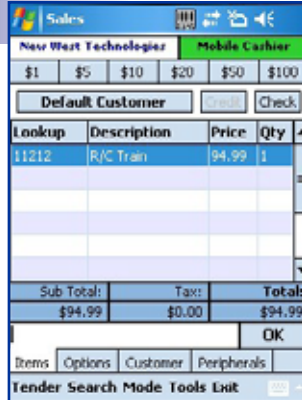 Sales
New West Technologies Mobile Cashier
$1 $5 $10 $20 $50 $100
Default Customer Credit Check
Lookup Description Price Qty
11212 R/C Train 94.99 1
Sub Total: Tax: Total:
$94.99 $0.00 $94.99
OK
Items Options Customer Peripherals
Tender Search Mode Tools Exit